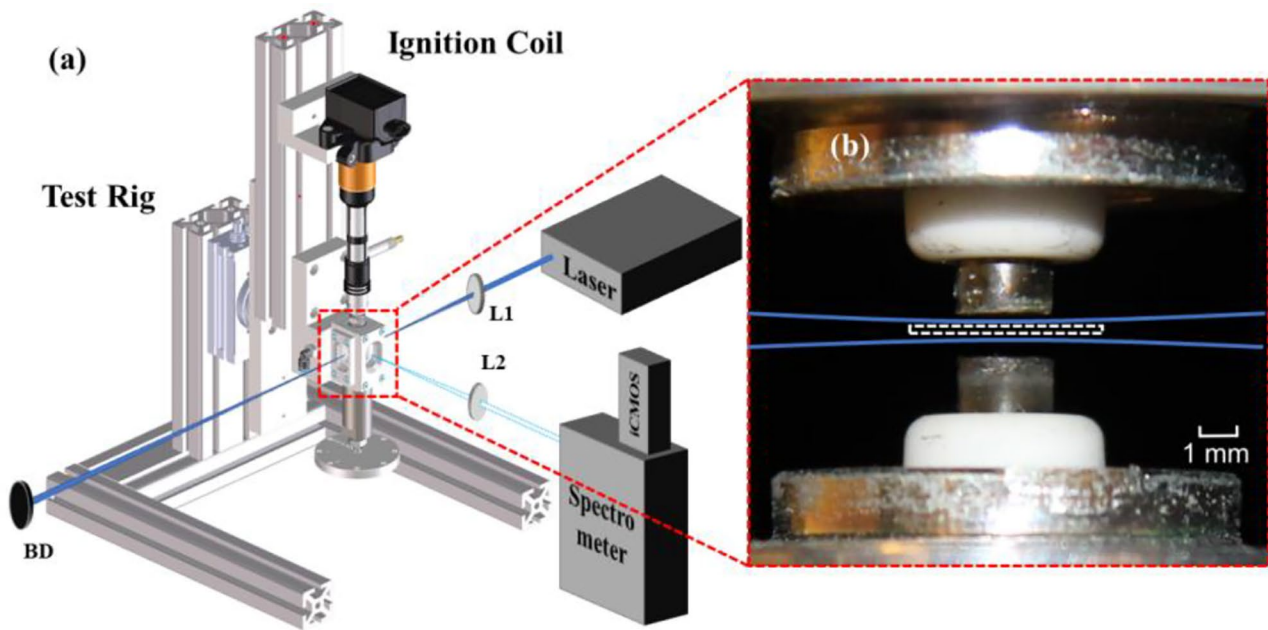 (a)
Ignition Coil
Test Rig
Laser
L1
L2
iCMOS
Spectro
meter
BD
(b)
1 mm